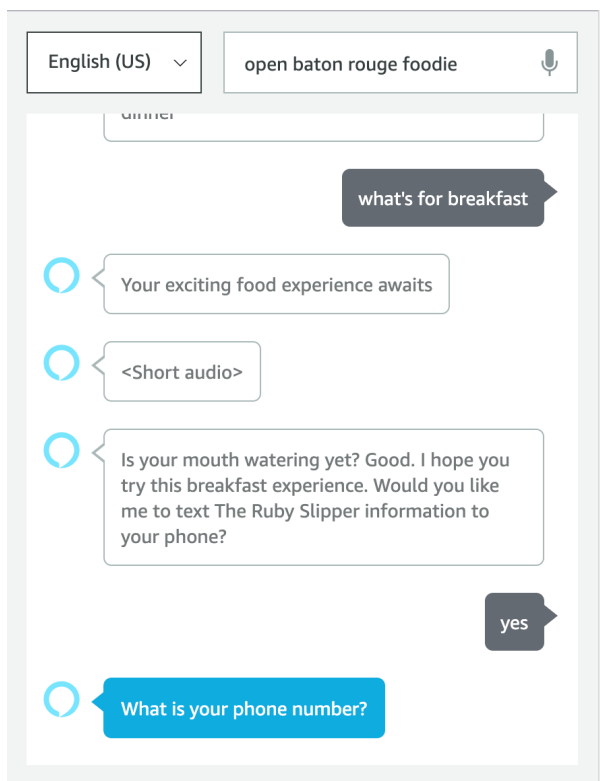 English (US)
open baton rouge foodie
dinner
what's for breakfast
Your exciting food experience awaits
<Short audio>
Is your mouth watering yet? Good. I hope you
try this breakfast experience. Would you like
me to text The Ruby Slipper information to
your phone?
yes
What is your phone number?